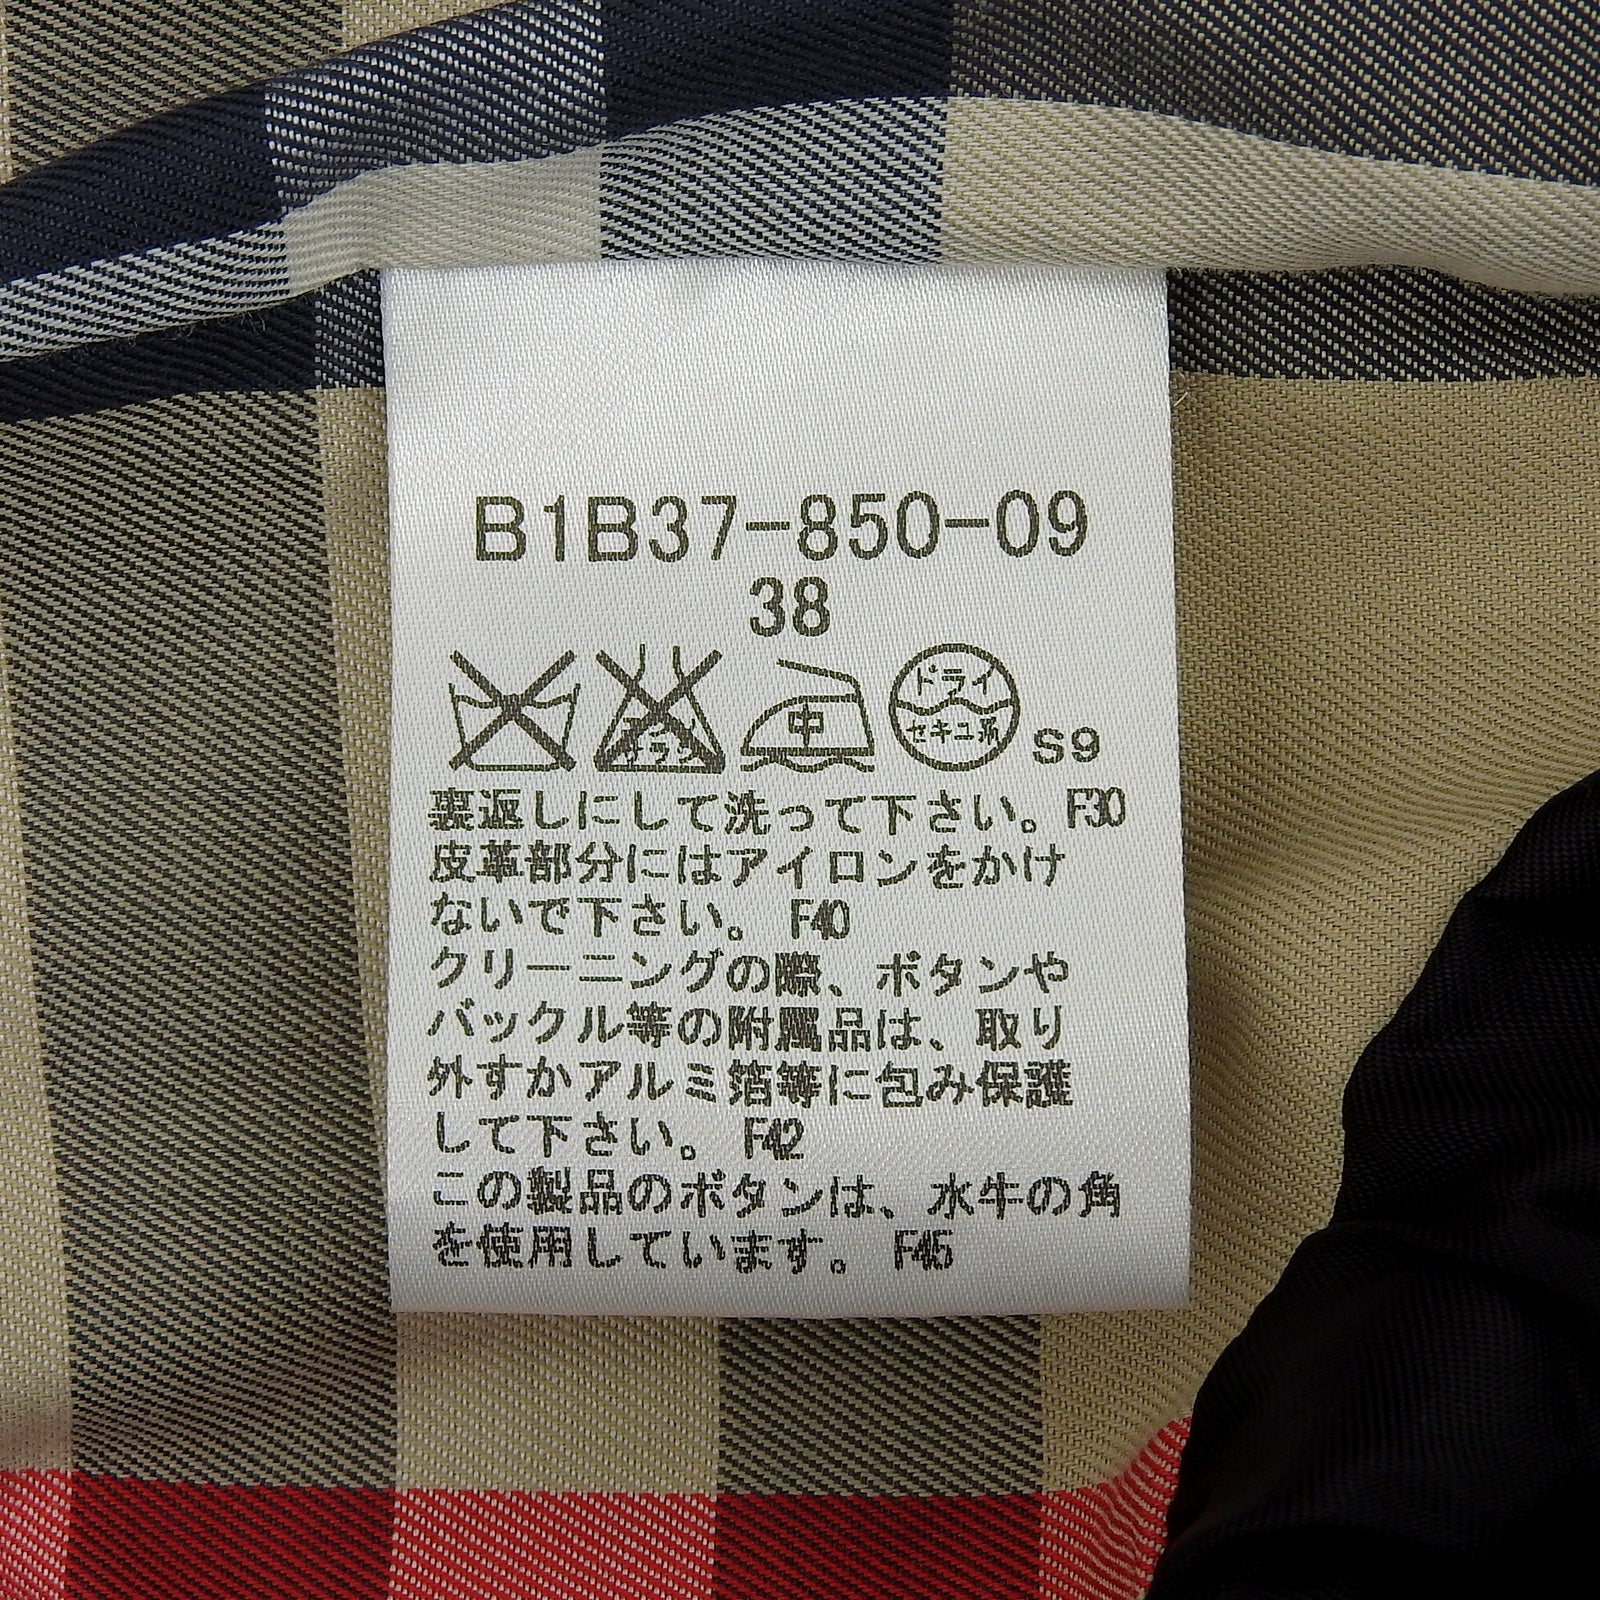 B1B37-850-09
38
中 ドライ
セキユ系 S9
裏返しにして洗って下さい。F30
皮革部分にはアイロンをかけ
ないで下さい。 F40
クリーニングの際、ボタンや
バックル等の附属品は、取り
外すかアルミ箔等に包み保護
して下さい。 F42
この製品のボタンは、水牛の角
を使用しています。 F45